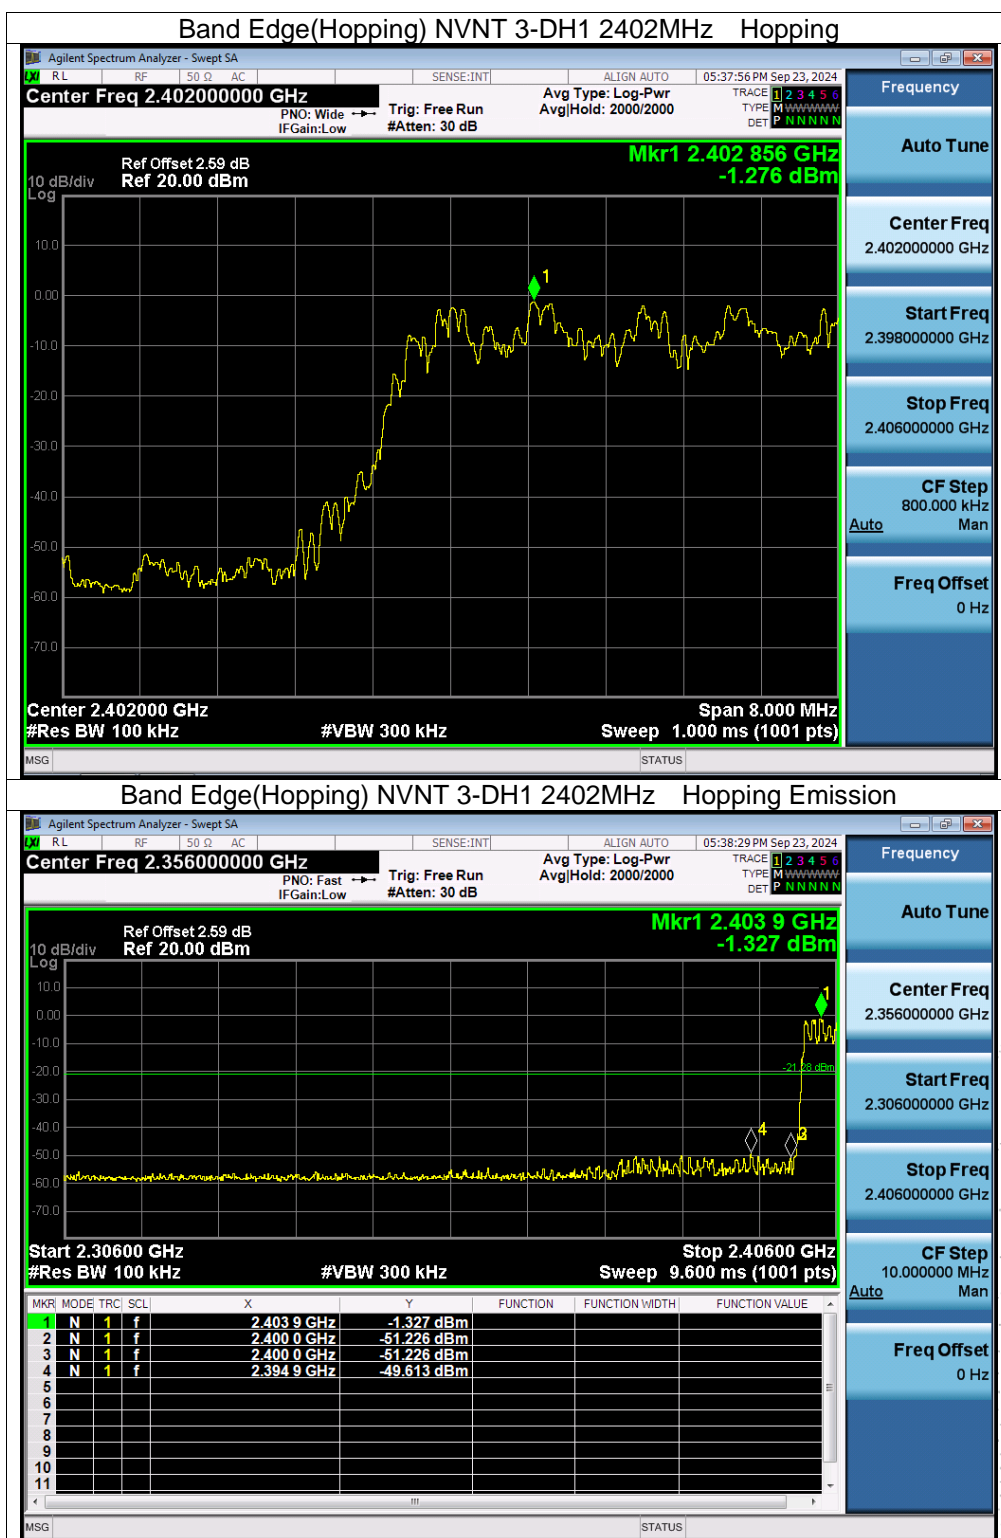 Band Edge(Hopping) NVNT 3-DH1 2402MHz Hopping
Agilent Spectrum Analyzer - Swept SA
LXI RL RF 50 Ω AC SENSE:INT ALIGN AUTO 05:37:56 PM Sep 23, 2024
Center Freq 2.402000000 GHz
PNO: Wide
IFGain:Low
Trig: Free Run
#Atten: 30 dB
Avg Type: Log-Pwr
Avg|Hold: 2000/2000
TRACE 1 2 3 4 5 6
TYPE M WWWWW
DET P N N N N N
Frequency
Auto Tune
Center Freq
2.402000000 GHz
Start Freq
2.398000000 GHz
Stop Freq
2.406000000 GHz
CF Step
800.000 kHz
Auto Man
Freq Offset
0 Hz
Mkr1 2.402 856 GHz
-1.276 dBm
Ref Offset 2.59 dB
10 dB/div Ref 20.00 dBm
Log
10.0
1
0.00
-10.0
-20.0
-30.0
-40.0
-50.0
-60.0
-70.0
Center 2.402000 GHz Span 8.000 MHz
#Res BW 100 kHz #VBW 300 kHz Sweep 1.000 ms (1001 pts)
MSG STATUS
Band Edge(Hopping) NVNT 3-DH1 2402MHz Hopping Emission
Agilent Spectrum Analyzer - Swept SA
LXI RL RF 50 Ω AC SENSE:INT ALIGN AUTO 05:38:29 PM Sep 23, 2024
Center Freq 2.356000000 GHz
PNO: Fast
IFGain:Low
Trig: Free Run
#Atten: 30 dB
Avg Type: Log-Pwr
Avg|Hold: 2000/2000
TRACE 1 2 3 4 5 6
TYPE M WWWWW
DET P N N N N N
Frequency
Auto Tune
Center Freq
2.356000000 GHz
Start Freq
2.306000000 GHz
Stop Freq
2.406000000 GHz
CF Step
10.000000 MHz
Auto Man
Freq Offset
0 Hz
Mkr1 2.403 9 GHz
-1.327 dBm
Ref Offset 2.59 dB
10 dB/div Ref 20.00 dBm
Log
10.0
1
0.00
-10.0
-21.28 dBm
-20.0
-30.0
-40.0
4
-50.0
-60.0
-70.0
Start 2.30600 GHz Stop 2.40600 GHz
#Res BW 100 kHz #VBW 300 kHz Sweep 9.600 ms (1001 pts)
MKR MODE TRC SCL X Y FUNCTION FUNCTION WIDTH FUNCTION VALUE
1 N 1 f 2.403 9 GHz -1.327 dBm
2 N 1 f 2.400 0 GHz -51.226 dBm
3 N 1 f 2.400 0 GHz -51.226 dBm
4 N 1 f 2.394 9 GHz -49.613 dBm
5
6
7
8
9
10
11
MSG STATUS